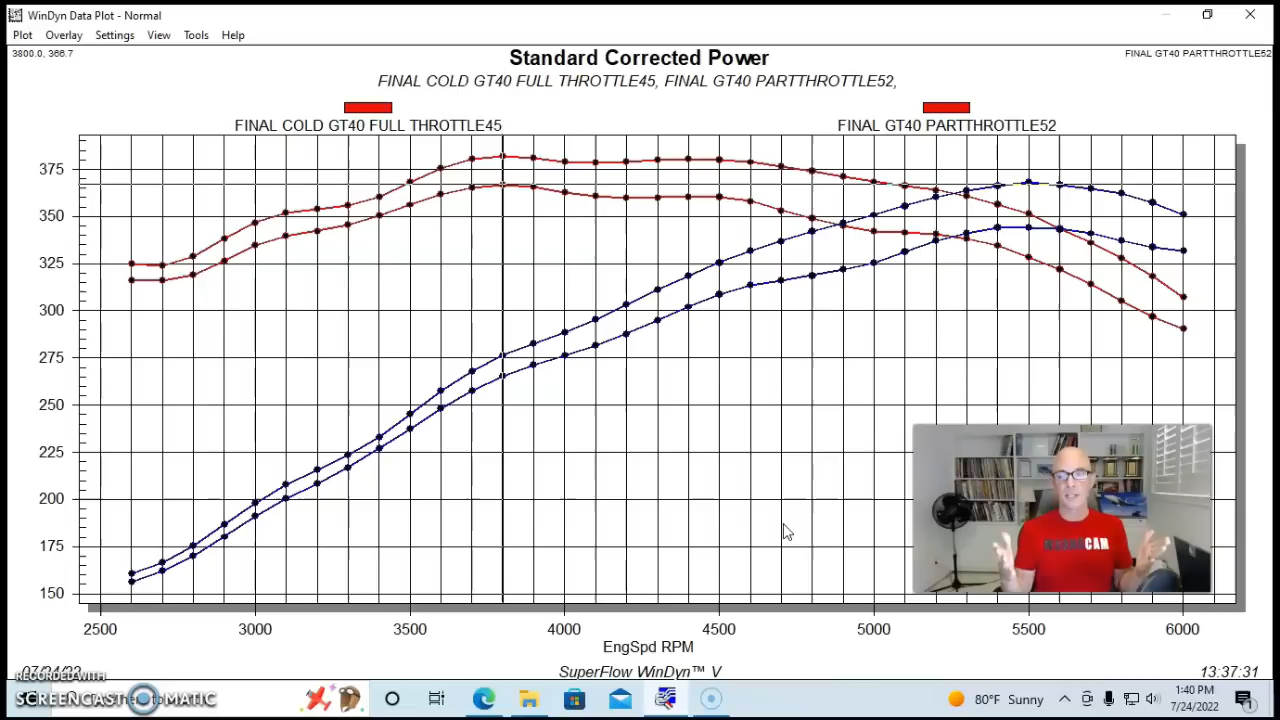 WinDyn Data Plot - Normal
Plot Overlay Settings View Tools Help
3800.0, 366.7
FINAL GT40 PARTTHROTTLE52
Standard Corrected Power
FINAL COLD GT40 FULL THROTTLE45, FINAL GT40 PARTTHROTTLE52,
FINAL COLD GT40 FULL THROTTLE45
FINAL GT40 PARTTHROTTLE52
375
350
325
300
275
250
225
200
175
150
2500 3000 3500 4000 4500 5000 5500 6000
EngSpd RPM
SuperFlow WinDyn™ V
13:37:31
RECORDED WITH
SCREENCAST-O-MATIC
80°F Sunny
1:40 PM
7/24/2022